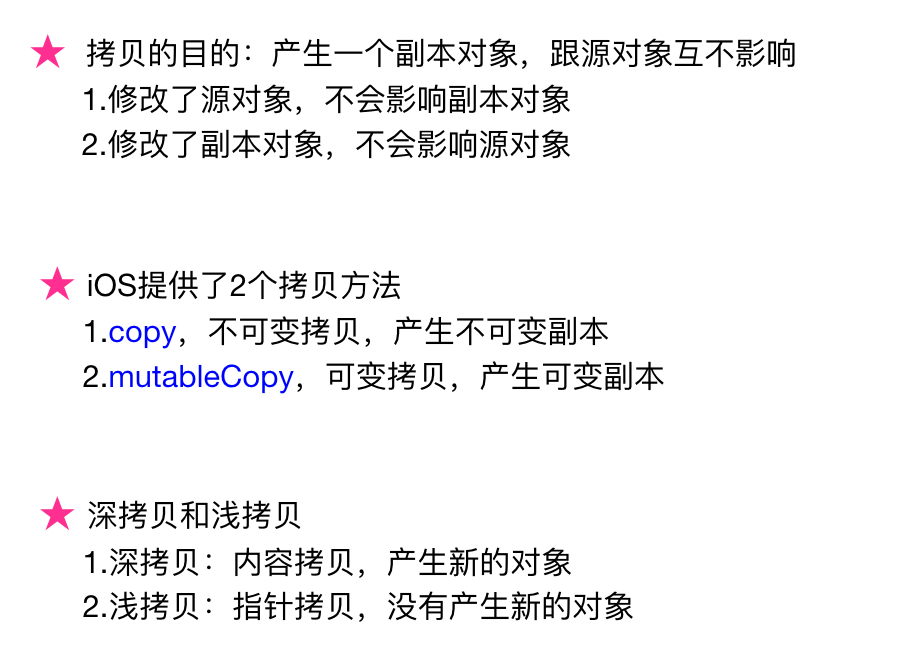 拷贝的目的：产生一个副本对象，跟源对象互不影响
1.修改了源对象，不会影响副本对象
2.修改了副本对象，不会影响源对象
iOS提供了2个拷贝方法
1.copy，不可变拷贝，产生不可变副本
2.mutableCopy，可变拷贝，产生可变副本
深拷贝和浅拷贝
1.深拷贝：内容拷贝，产生新的对象
2.浅拷贝：指针拷贝，没有产生新的对象